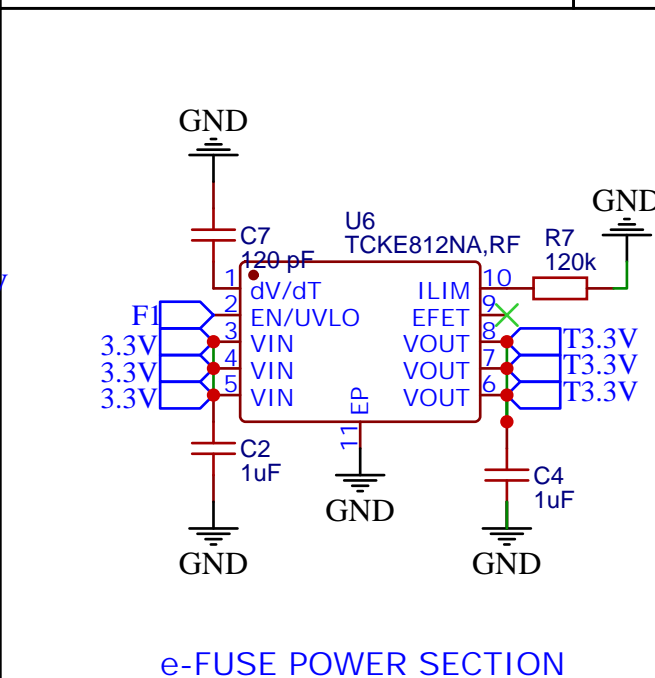 GND
GND
C7
120 pF
U6
TCKE812NA,RF
R7
120k
1
dV/dT
ILIM
10
F1
2
EN/UVLO
EFET
9
3.3V
3
VIN
VOUT
8
T3.3V
3.3V
4
VIN
VOUT
7
T3.3V
3.3V
5
VIN
VOUT
6
T3.3V
EP
11
C2
1uF
C4
1uF
GND
GND
GND
e-FUSE POWER SECTION